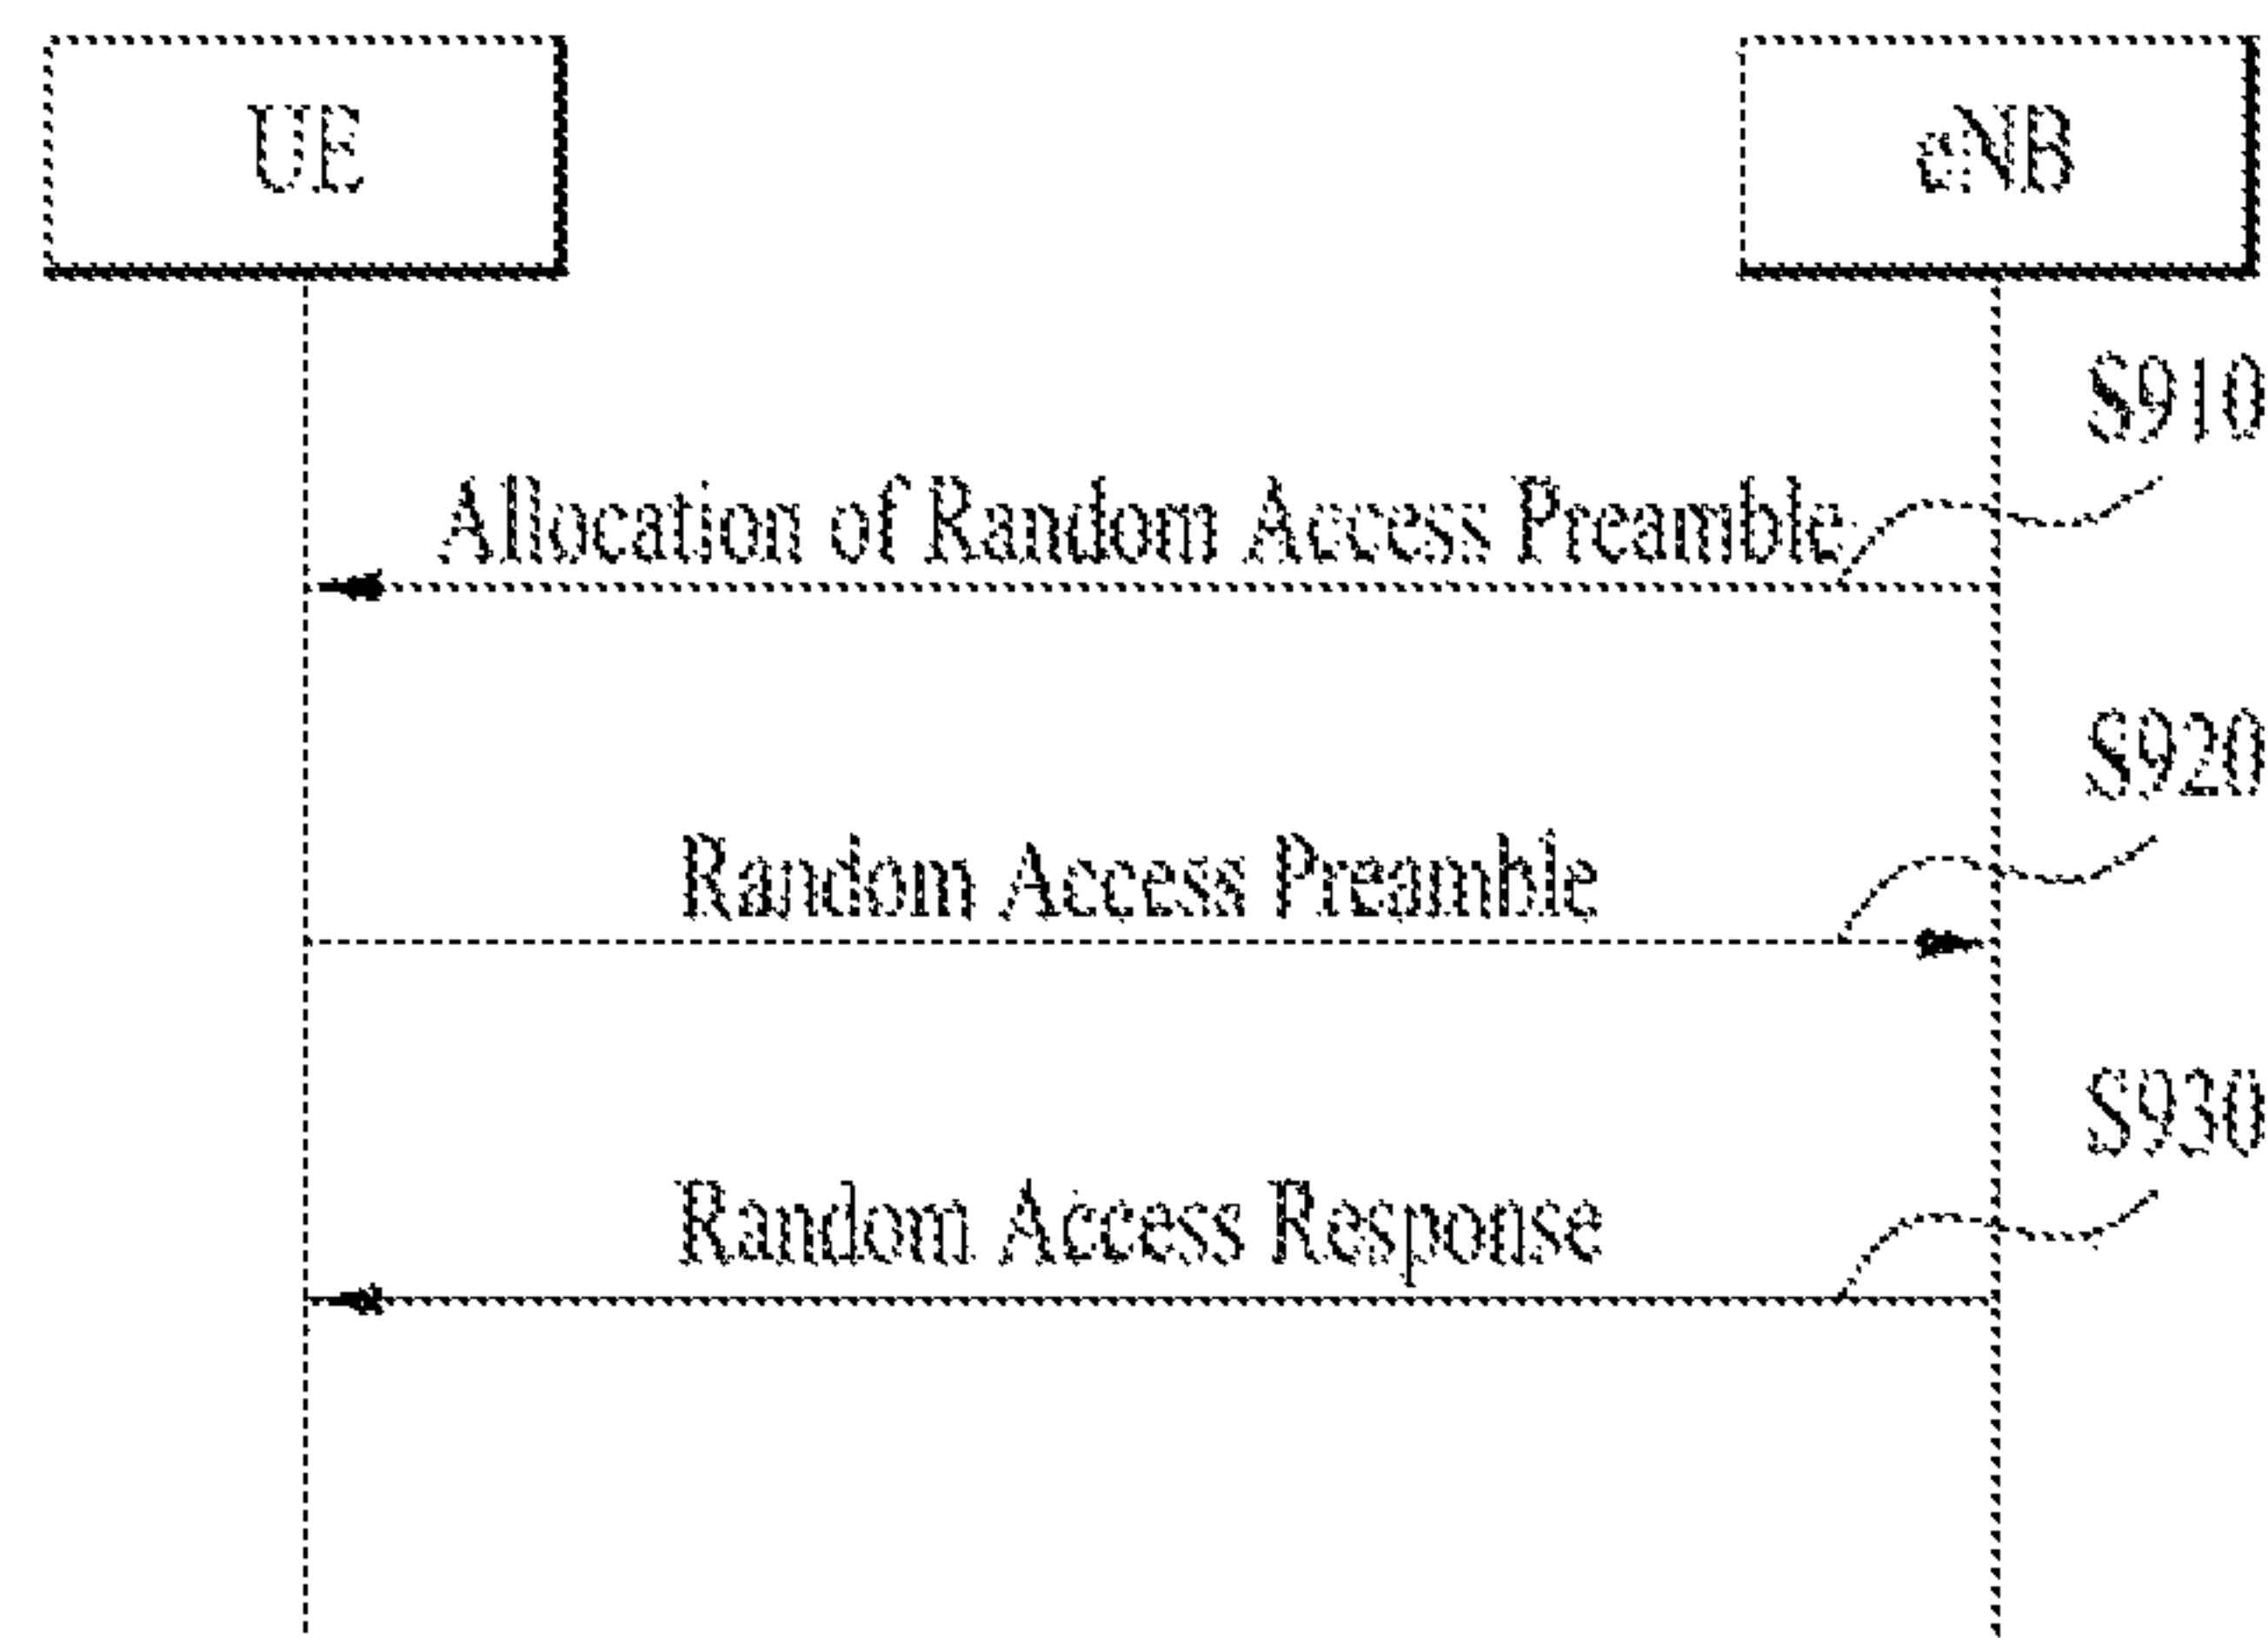 UE
eNB
S910
Allocation of Random Access Preamble
S920
Random Access Preamble
S930
Random Access Response